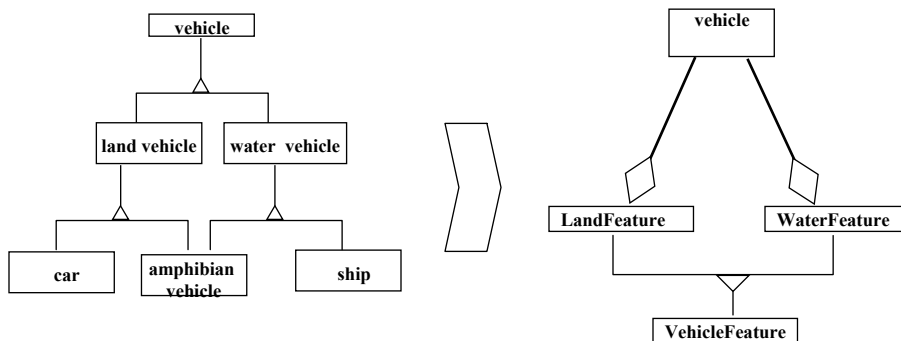 vehicle
land vehicle
water vehicle
car
amphibian
vehicle
ship
vehicle
LandFeature
WaterFeature
VehicleFeature